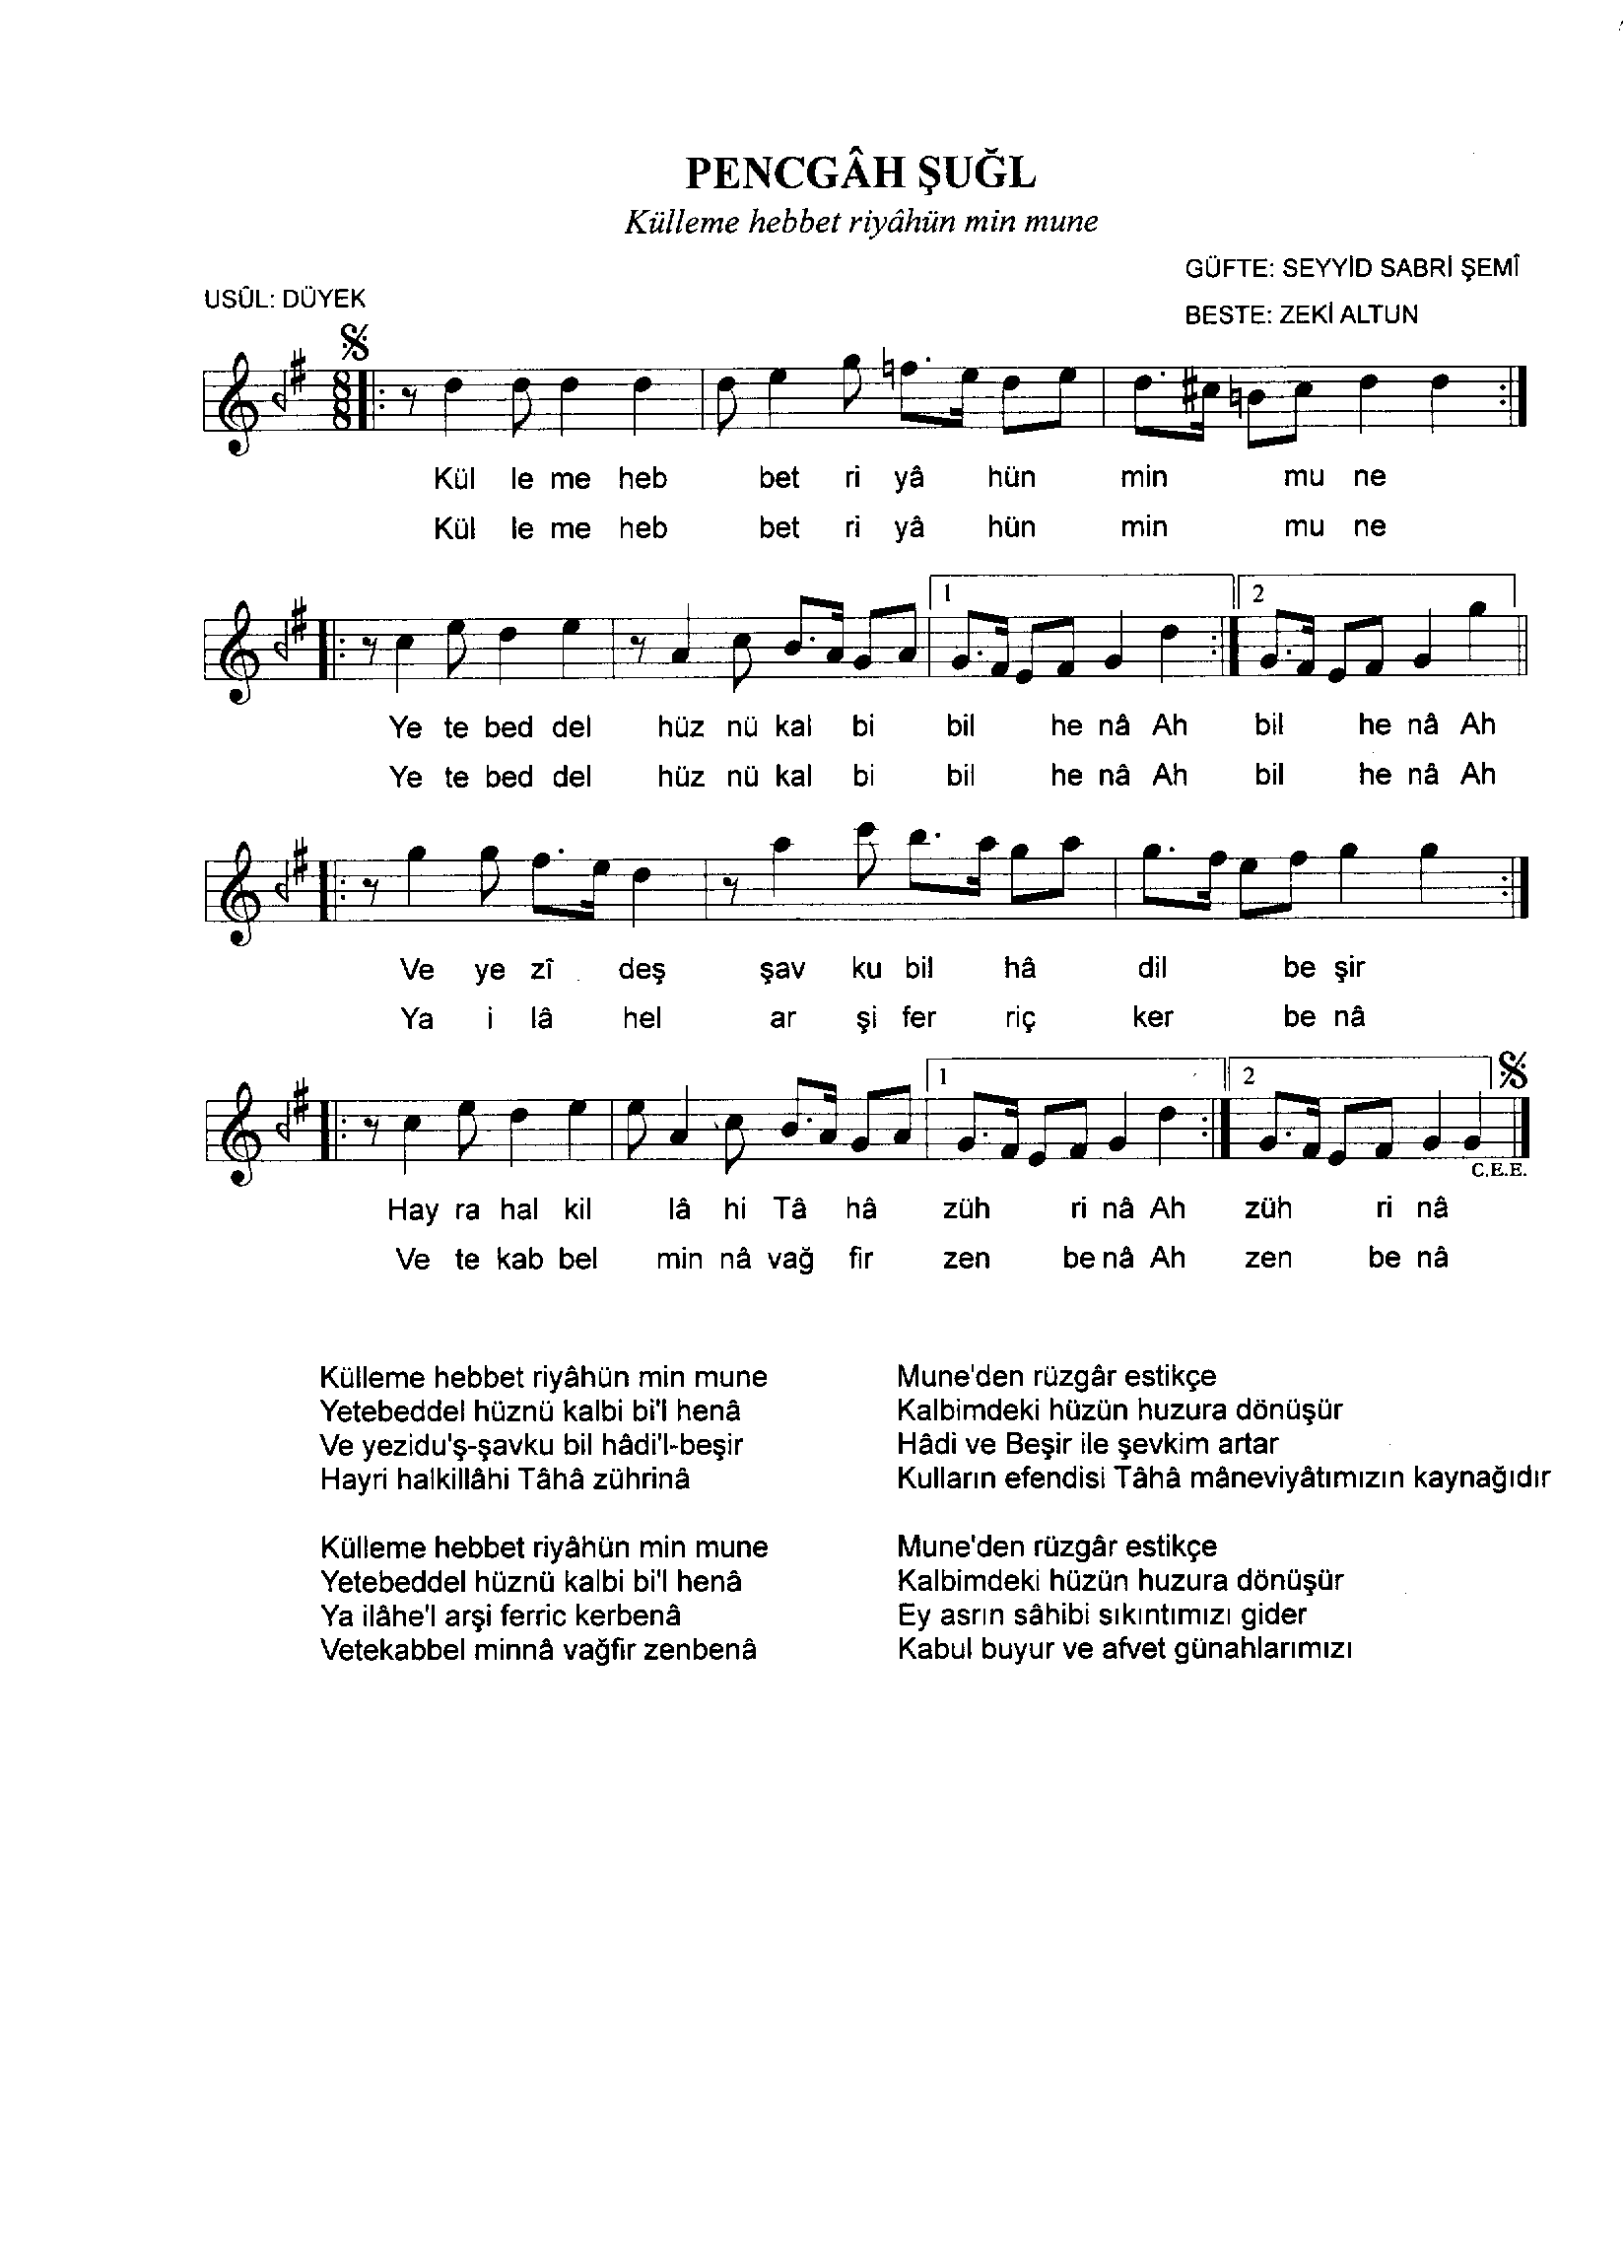 PENCGÂH ŞUĞL
Külleme hebbet riyâhün min mune
GÜFTE: SEYYİD SABRİ ŞEMÎ
USÛL: DÜYEK
BESTE: ZEKİ ALTUN
8
8
Kül le me heb bet ri yâ hün min mu ne
Kül le me heb bet ri yâ hün min mu ne
1 2
Ye te bed del hüz nü kal bi bil he nâ Ah bil he nâ Ah
Ye te bed del hüz nü kal bi bil he nâ Ah bil he nâ Ah
Ve ye zî deş şav ku bil hâ dil be şir
Ya i lâ hel ar şi fer riç ker be nâ
1 2
C.E.E.
Hay ra hal kil lâ hi Tâ hâ züh ri nâ Ah züh ri nâ
Ve te kab bel min nâ vağ fir zen be nâ Ah zen be nâ
Külleme hebbet riyâhün min mune
Yetebeddel hüznü kalbi bi'l henâ
Ve yezidu'ş-şavku bil hâdi'l-beşir
Hayri halkillâhi Tâhâ zührinâ
Mune'den rüzgâr estikçe
Kalbimdeki hüzün huzura dönüşür
Hâdi ve Beşir ile şevkim artar
Kulların efendisi Tâhâ mâneviyâtımızın kaynağıdır
Külleme hebbet riyâhün min mune
Yetebeddel hüznü kalbi bi'l henâ
Ya ilâhe'l arşi ferric kerbenâ
Vetekabbel minnâ vağfir zenbenâ
Mune'den rüzgâr estikçe
Kalbimdeki hüzün huzura dönüşür
Ey asrın sâhibi sıkıntımızı gider
Kabul buyur ve afvet günahlarımızı